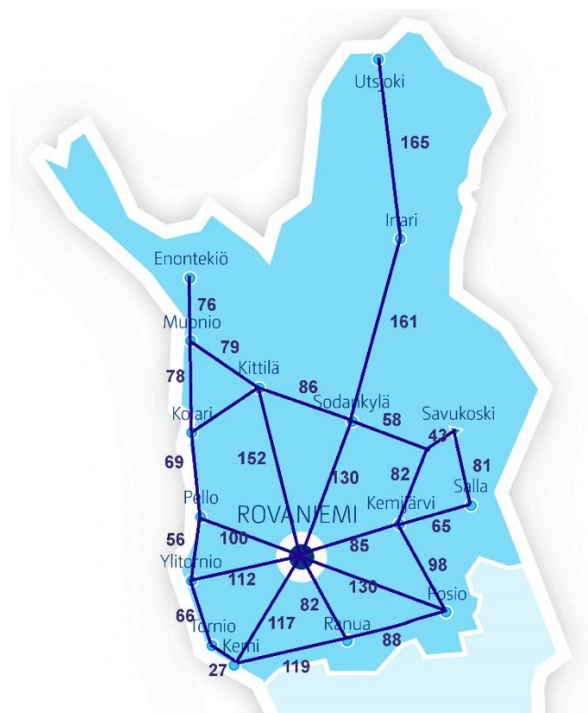 Utsjoki
165
Inari
Enontekiö
76
161
Muonio
79
78
Kittilä
86
Sodankylä
Savukoski
58
Kolari
43
69
152
82
81
130
Salla
Pello
ROVANIEMI
Kemijärvi
65
56
100
85
98
Ylitornio
112
130
66
82
Posio
117
Tornio
Ranua
88
Kemi
27
119